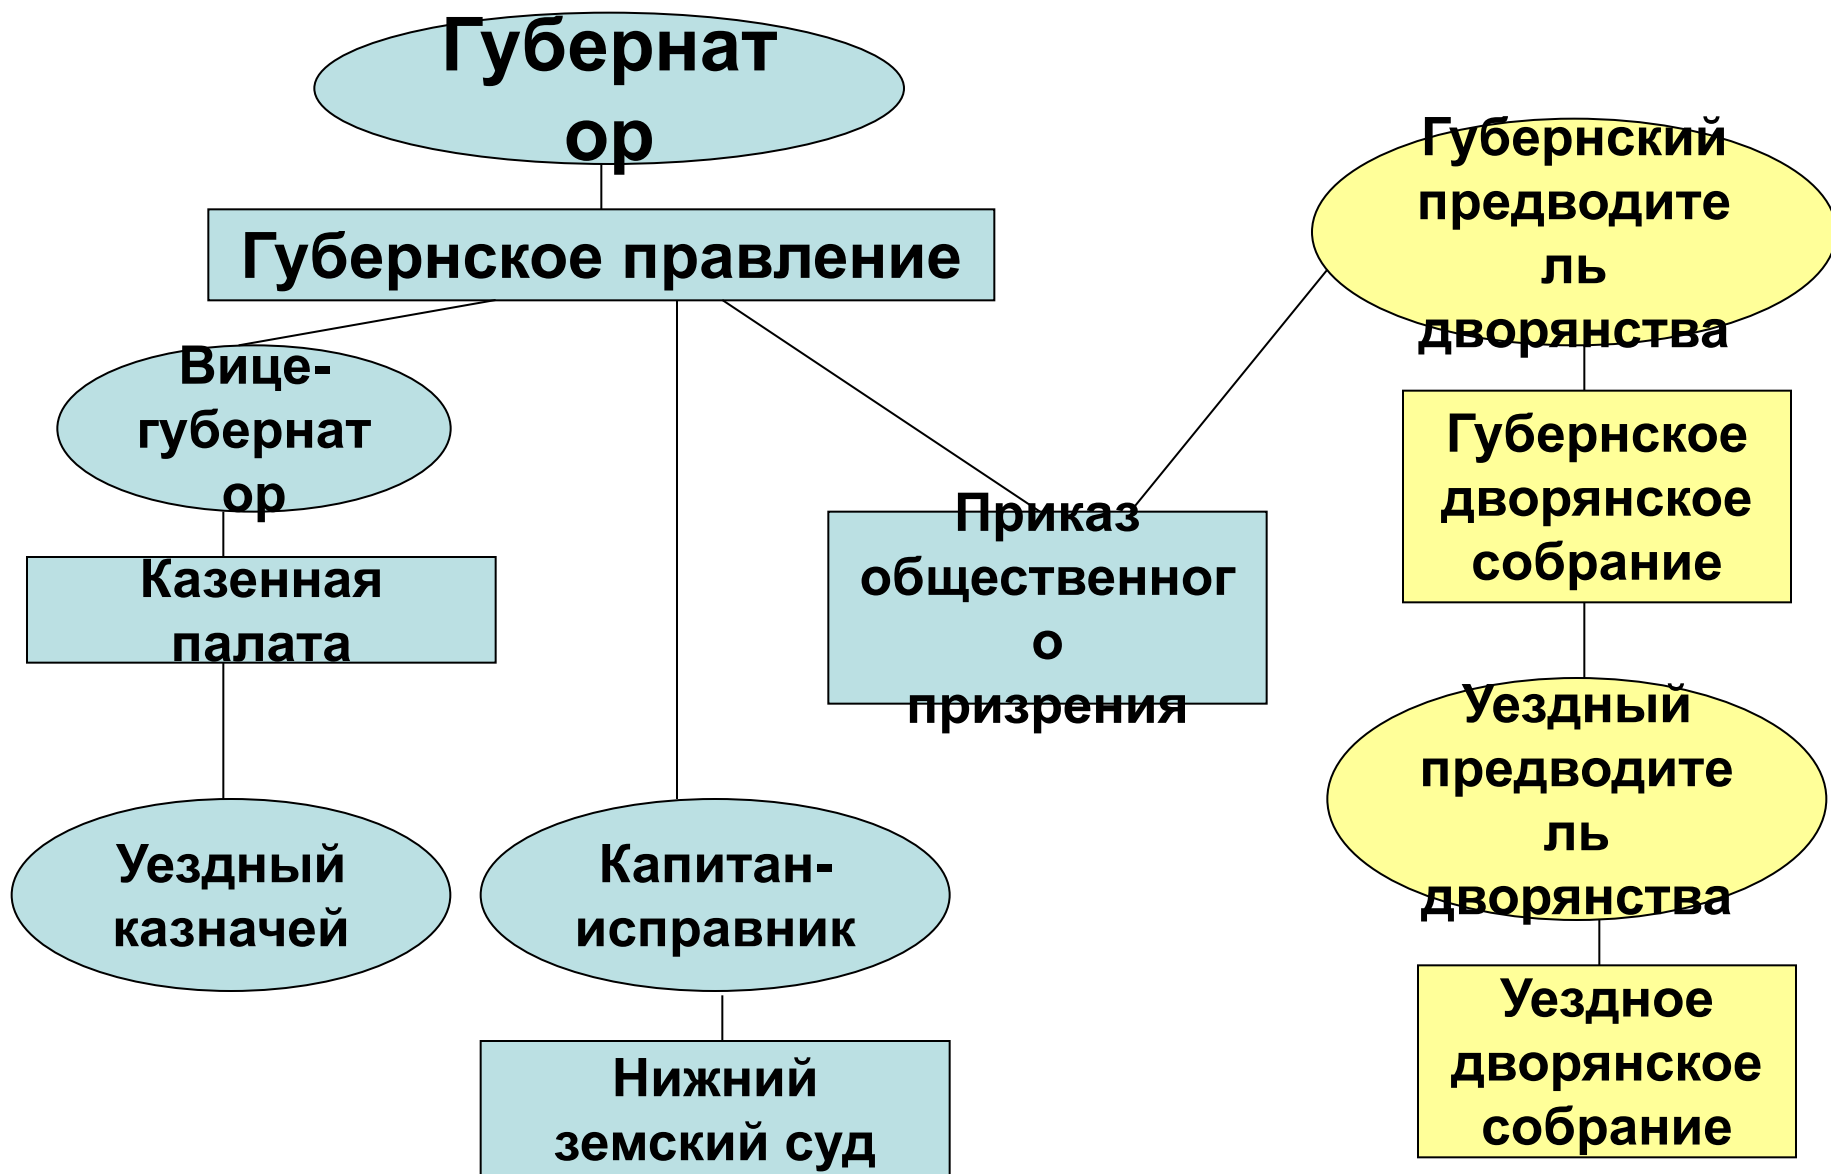 Губернат
ор
Губернское правление
Вице-
губернат
ор
Казенная
палата
Уездный
казначей
Капитан-
исправник
Нижний
земский суд
Приказ
общественног
о
призрения
Губернский
предводите
ль
дворянства
Губернское
дворянское
собрание
Уездный
предводите
ль
дворянства
Уездное
дворянское
собрание